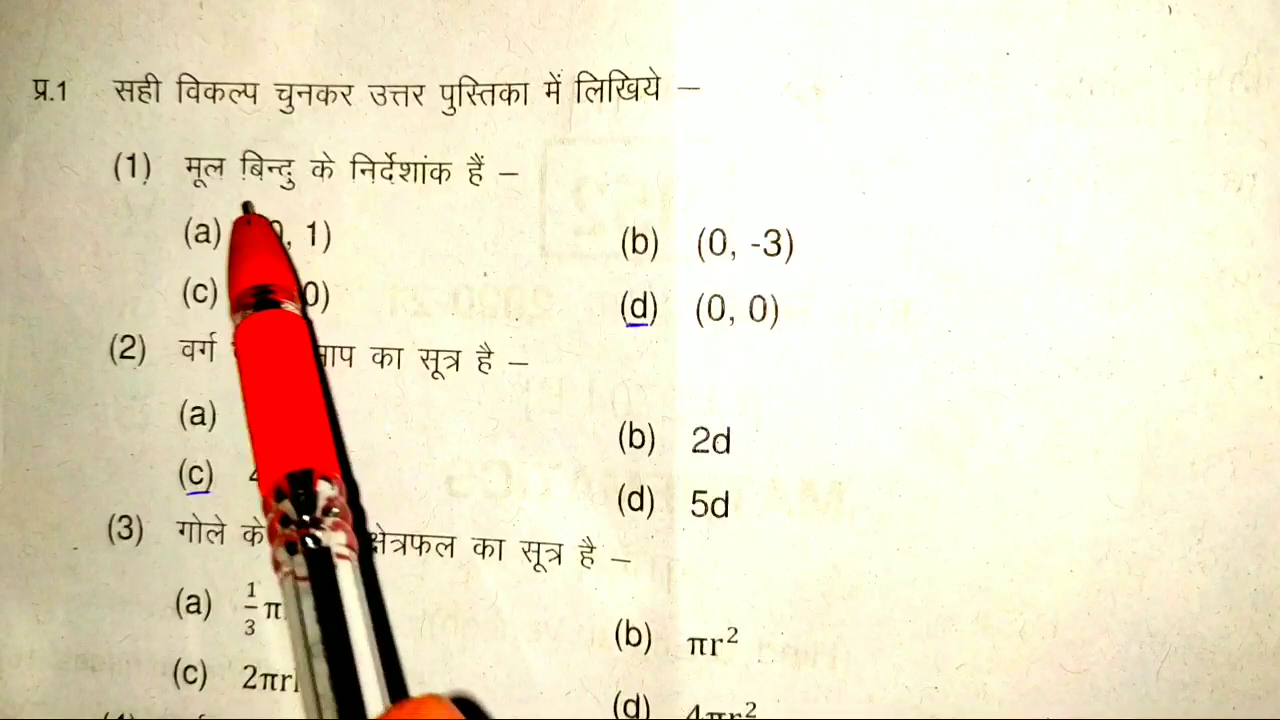 प्र.1 सही विकल्प चुनकर उत्तर पुस्तिका में लिखिये –
(1) मूल बिन्दु के निर्देशांक हैं –
(a) , 1) (b) (0, -3)
(c) 0) (d) (0, 0)
(2) वर्ग का सूत्र है –
(a) (b) 2d
(c) (d) 5d
(3) गोले के क्षेत्रफल का सूत्र है –
(a) 1/3 π (b) πr²
(c) 2πr (d) 4πr²